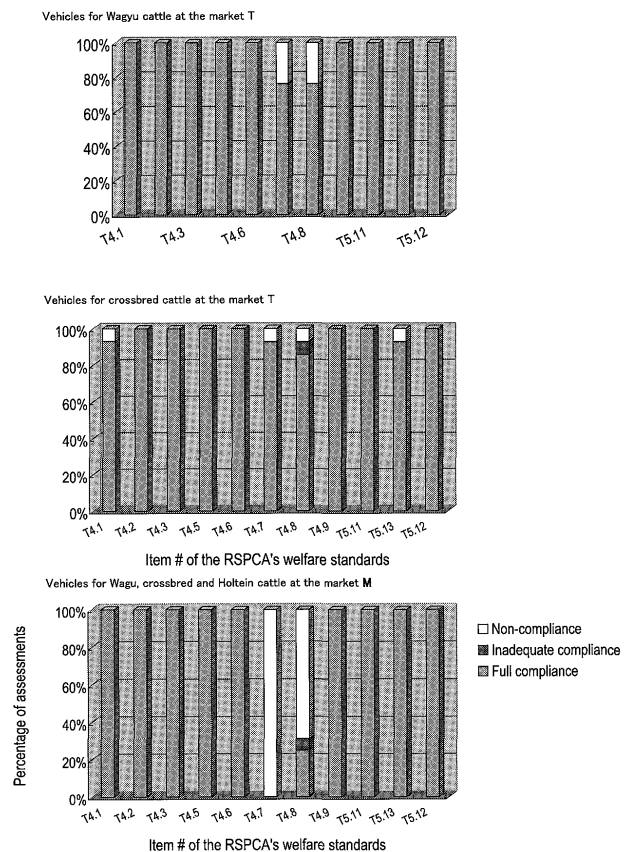 Vehicles for Wagyu cattle at the market T
100%
80%
60%
40%
20%
0%
T4.1 T4.3 T4.6 T4.8 T5.11 T5.12
Vehicles for crossbred cattle at the market T
100%
80%
60%
40%
20%
0%
T4.1 T4.2 T4.3 T4.5 T4.6 T4.7 T4.8 T4.9 T5.11 T5.13 T5.12
Item # of the RSPCA's welfare standards
Vehicles for Wagu, crossbred and Holtein cattle at the market M
Percentage of assessments
100%
80%
60%
40%
20%
0%
T4.1 T4.2 T4.3 T4.5 T4.6 T4.7 T4.8 T4.9 T5.11 T5.13 T5.12
Item # of the RSPCA's welfare standards
Non-compliance
Inadequate compliance
Full compliance